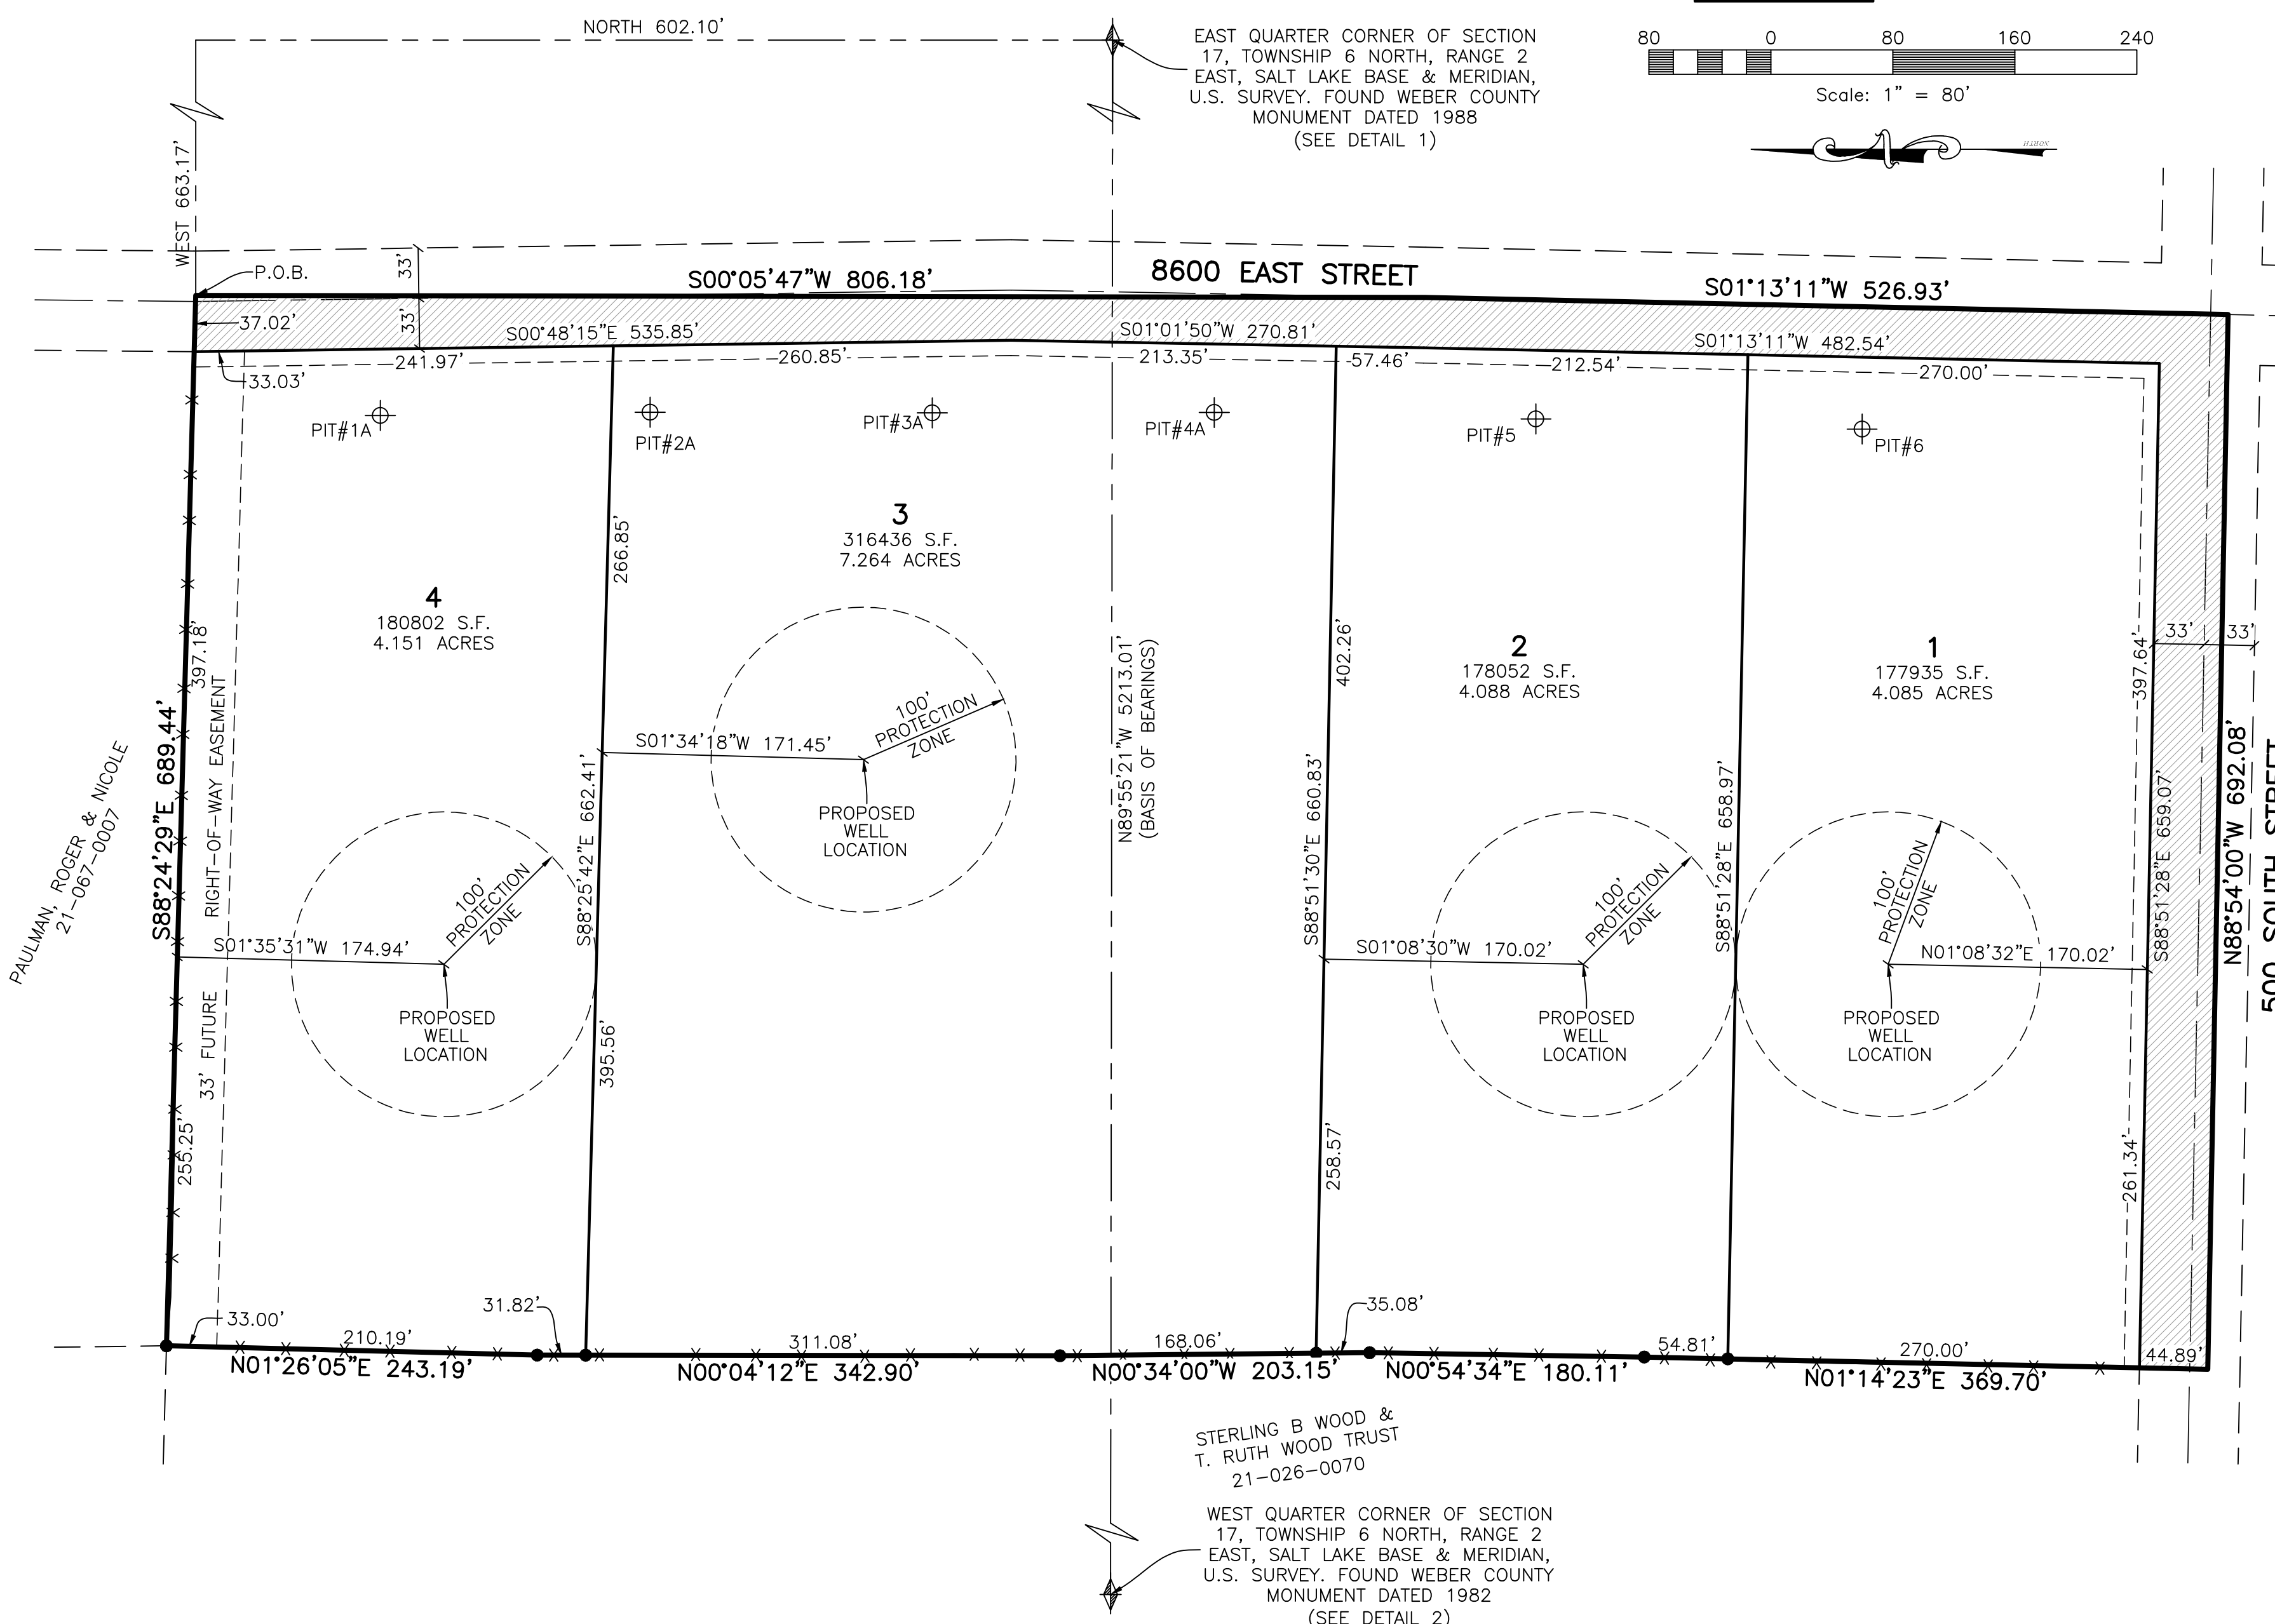 NORTH 602.10'
EAST QUARTER CORNER OF SECTION
17, TOWNSHIP 6 NORTH, RANGE 2
EAST, SALT LAKE BASE & MERIDIAN,
U.S. SURVEY. FOUND WEBER COUNTY
MONUMENT DATED 1988
(SEE DETAIL 1)
80 0 80 160 240
Scale: 1" = 80'
N
NORTH
WEST 663.17'
P.O.B.
33'
33'
37.02'
33.03'
S00°05'47"W 806.18'
8600 EAST STREET
S01°13'11"W 526.93'
S00°48'15"E 535.85'
S01°01'50"W 270.81'
S01°13'11"W 482.54'
241.97'
260.85'
213.35'
57.46'
212.54'
270.00'
PIT#1A
PIT#2A
PIT#3A
PIT#4A
PIT#5
PIT#6
4
180802 S.F.
4.151 ACRES
3
316436 S.F.
7.264 ACRES
2
178052 S.F.
4.088 ACRES
1
177935 S.F.
4.085 ACRES
PAULMAN, ROGER & NICOLE
21-067-0007
S88°24'29"E 689.44'
397.18'
255.25'
33' FUTURE RIGHT-OF-WAY EASEMENT
S01°35'31"W 174.94'
100'
PROTECTION
ZONE
PROPOSED
WELL
LOCATION
266.85'
S88°25'42"E 662.41'
395.56'
S01°34'18"W 171.45'
100'
PROTECTION
ZONE
PROPOSED
WELL
LOCATION
N89°55'21"W 5213.01'
(BASIS OF BEARINGS)
402.26'
S88°51'30"E 660.83'
258.57'
S01°08'30"W 170.02'
100'
PROTECTION
ZONE
PROPOSED
WELL
LOCATION
S88°51'28"E 658.97'
100'
PROTECTION
ZONE
N01°08'32"E 170.02'
PROPOSED
WELL
LOCATION
397.64'
261.34'
S88°51'28"E 659.07'
33'
33'
N88°54'00"W 692.08'
500 SOUTH STREET
33.00'
210.19'
31.82'
311.08'
168.06'
35.08'
54.81'
270.00'
44.89'
N01°26'05"E 243.19'
N00°04'12"E 342.90'
N00°34'00"W 203.15'
N00°54'34"E 180.11'
N01°14'23"E 369.70'
STERLING B WOOD &
T. RUTH WOOD TRUST
21-026-0070
WEST QUARTER CORNER OF SECTION
17, TOWNSHIP 6 NORTH, RANGE 2
EAST, SALT LAKE BASE & MERIDIAN,
U.S. SURVEY. FOUND WEBER COUNTY
MONUMENT DATED 1982
(SEE DETAIL 2)